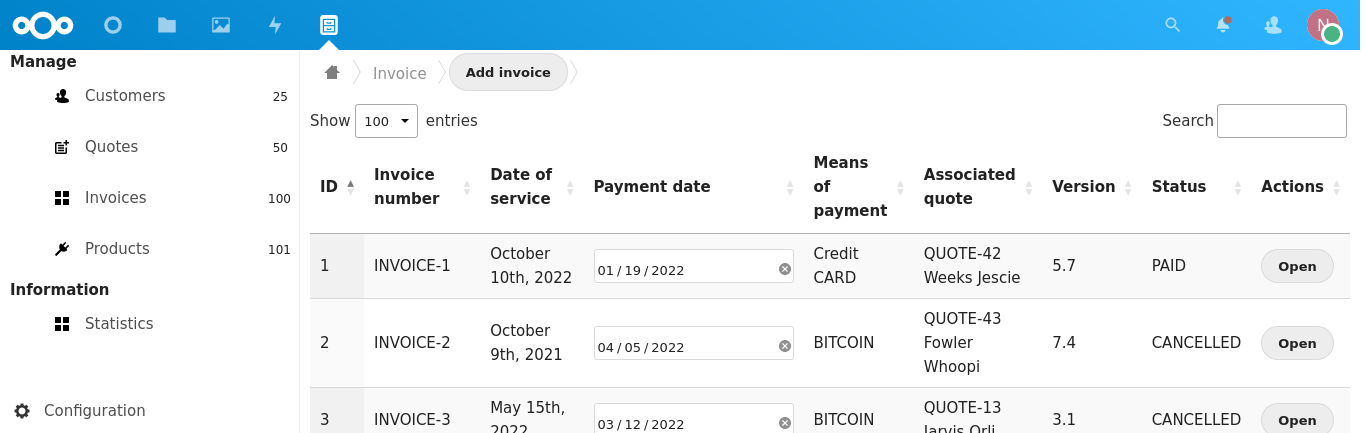 N
Manage
Customers 25
Quotes 50
Invoices 100
Products 101
Information
Statistics
Configuration
Invoice Add invoice
Show 100 entries Search
ID Invoice number Date of service Payment date Means of payment Associated quote Version Status Actions
1 INVOICE-1 October 10th, 2022 01/19/2022 Credit CARD QUOTE-42 Weeks Jescie 5.7 PAID Open
2 INVOICE-2 October 9th, 2021 04/05/2022 BITCOIN QUOTE-43 Fowler Whoopi 7.4 CANCELLED Open
3 INVOICE-3 May 15th, 2022 03/12/2022 BITCOIN QUOTE-13 Jarvis Orli 3.1 CANCELLED Open